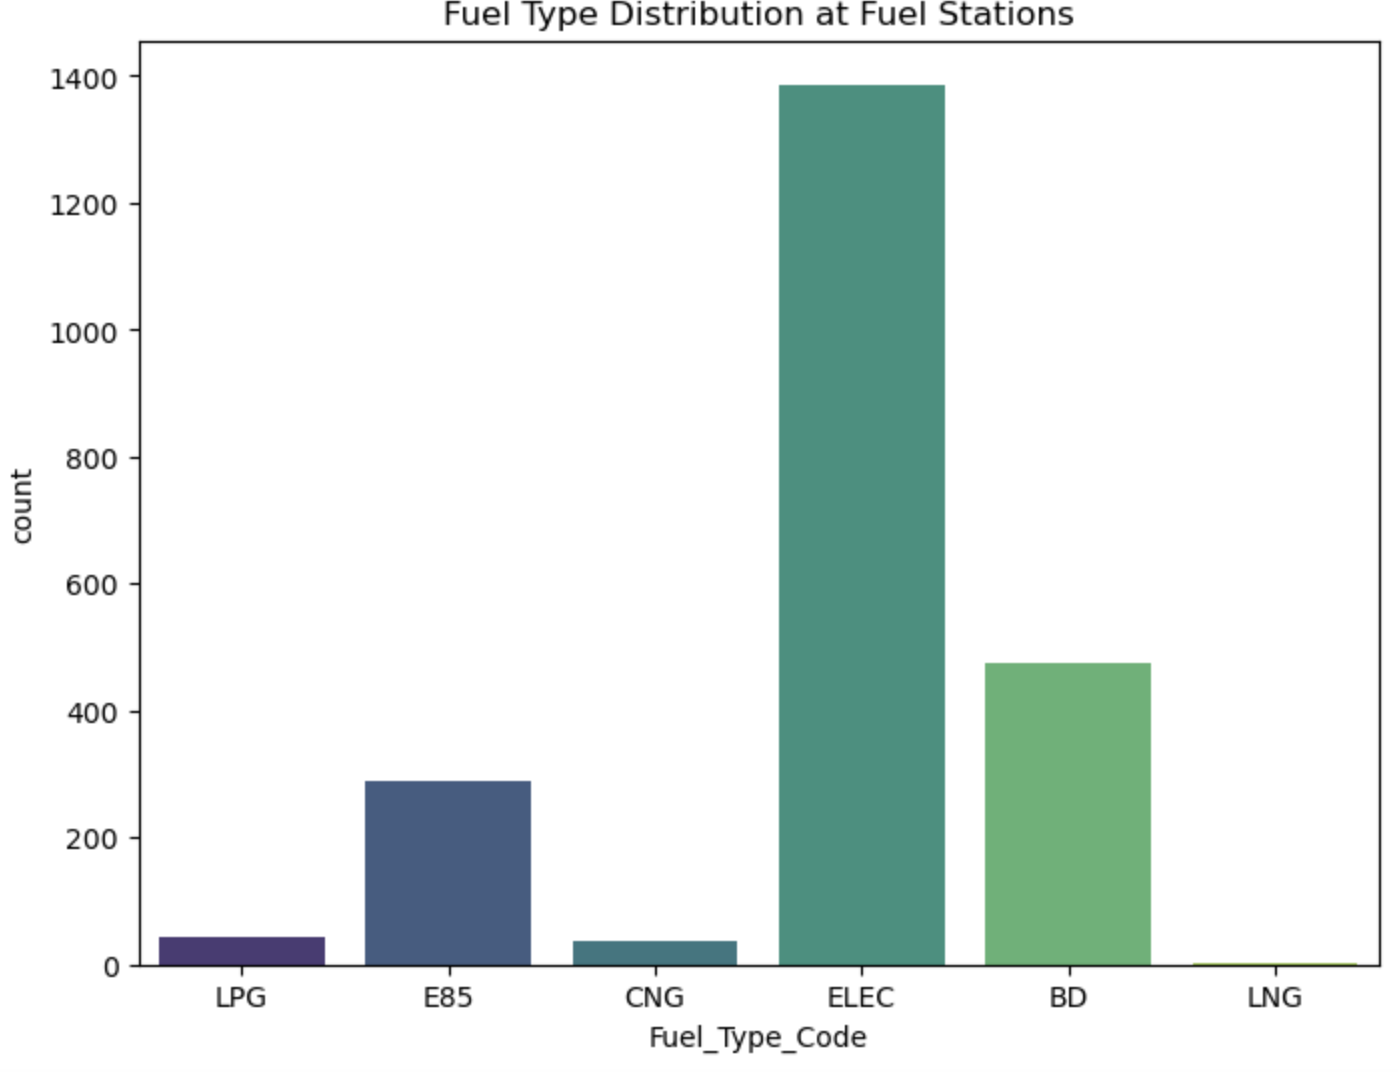 Fuel Type Distribution at Fuel Stations
1400
1200
1000
800
600
400
200
0
count
LPG E85 CNG ELEC BD LNG
Fuel_Type_Code